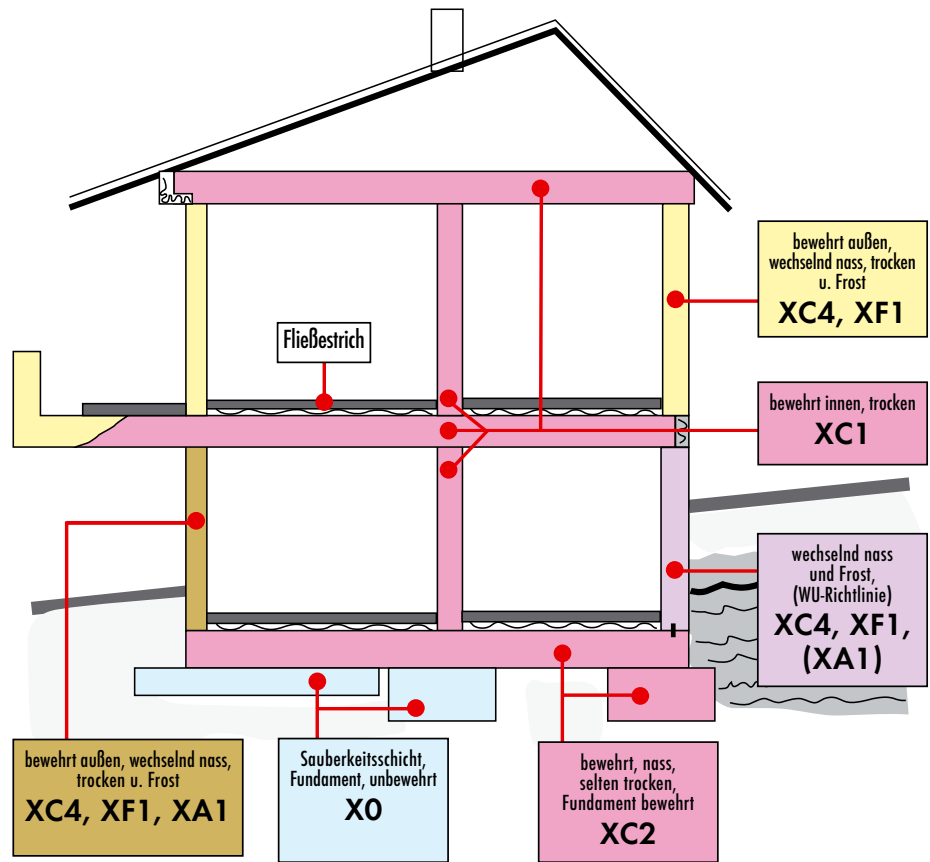 bewehrt außen,
wechselnd nass, trocken
u. Frost
XC4, XF1
Fließestrich
bewehrt innen, trocken
XC1
wechselnd nass
und Frost,
(WU-Richtlinie)
XC4, XF1,
(XA1)
bewehrt außen, wechselnd nass,
trocken u. Frost
XC4, XF1, XA1
Sauberkeitsschicht,
Fundament, unbewehrt
X0
bewehrt, nass,
selten trocken,
Fundament bewehrt
XC2